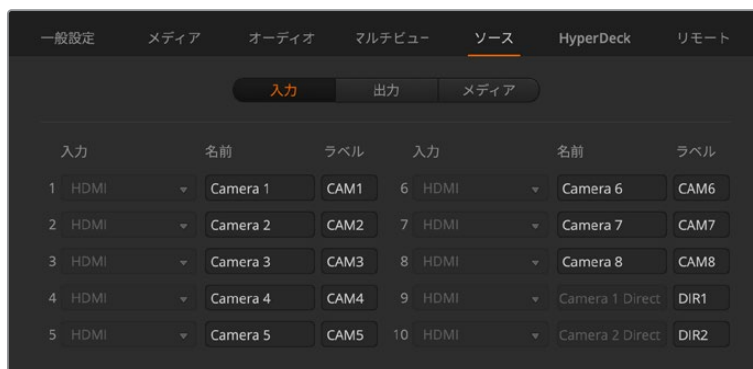 一般設定 メディア オーディオ マルチビュー ソース HyperDeck リモート
入力 出力 メディア
入力 名前 ラベル 入力 名前 ラベル
1 HDMI Camera 1 CAM1 6 HDMI Camera 6 CAM6
2 HDMI Camera 2 CAM2 7 HDMI Camera 7 CAM7
3 HDMI Camera 3 CAM3 8 HDMI Camera 8 CAM8
4 HDMI Camera 4 CAM4 9 HDMI Camera 1 Direct DIR1
5 HDMI Camera 5 CAM5 10 HDMI Camera 2 Direct DIR2